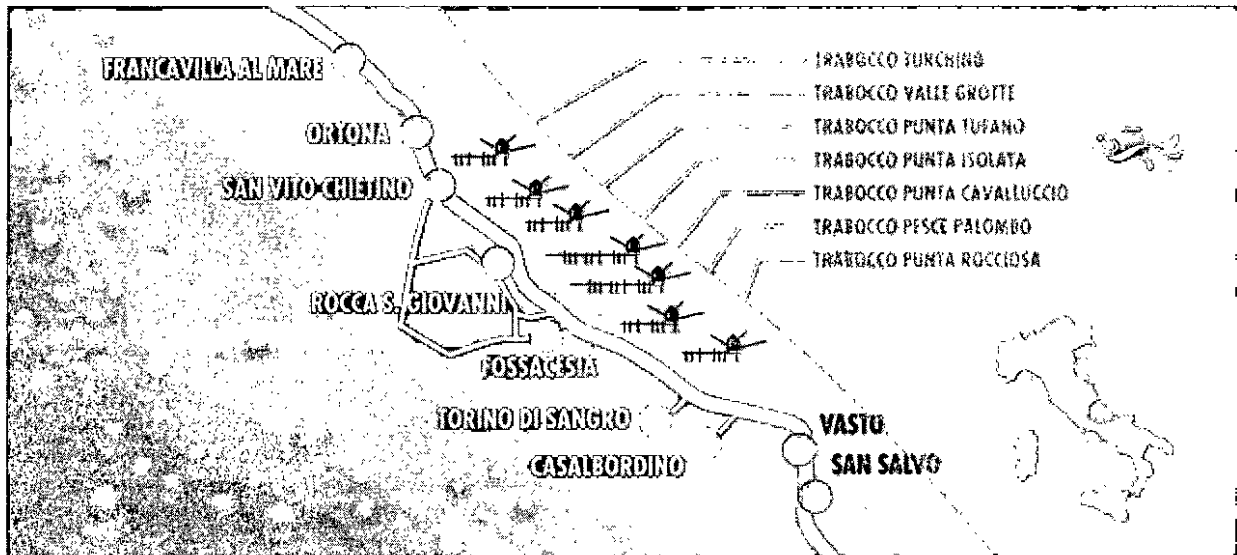 FRANCAVILLA AL MARE
ORTONA
SAN VITO CHIETINO
ROCCA S. GIOVANNI
FOSSACESIA
TORINO DI SANGRO
CASALBORDINO
VASTO
SAN SALVO
TRABOCCO TURCHINO
TRABOCCO VALLE GROTTE
TRABOCCO PUNTA TUFANO
TRABOCCO PUNTA ISOLATA
TRABOCCO PUNTA CAVALLUCCIO
TRABOCCO PESCE PALOMBO
TRABOCCO PUNTA ROCCIOSA